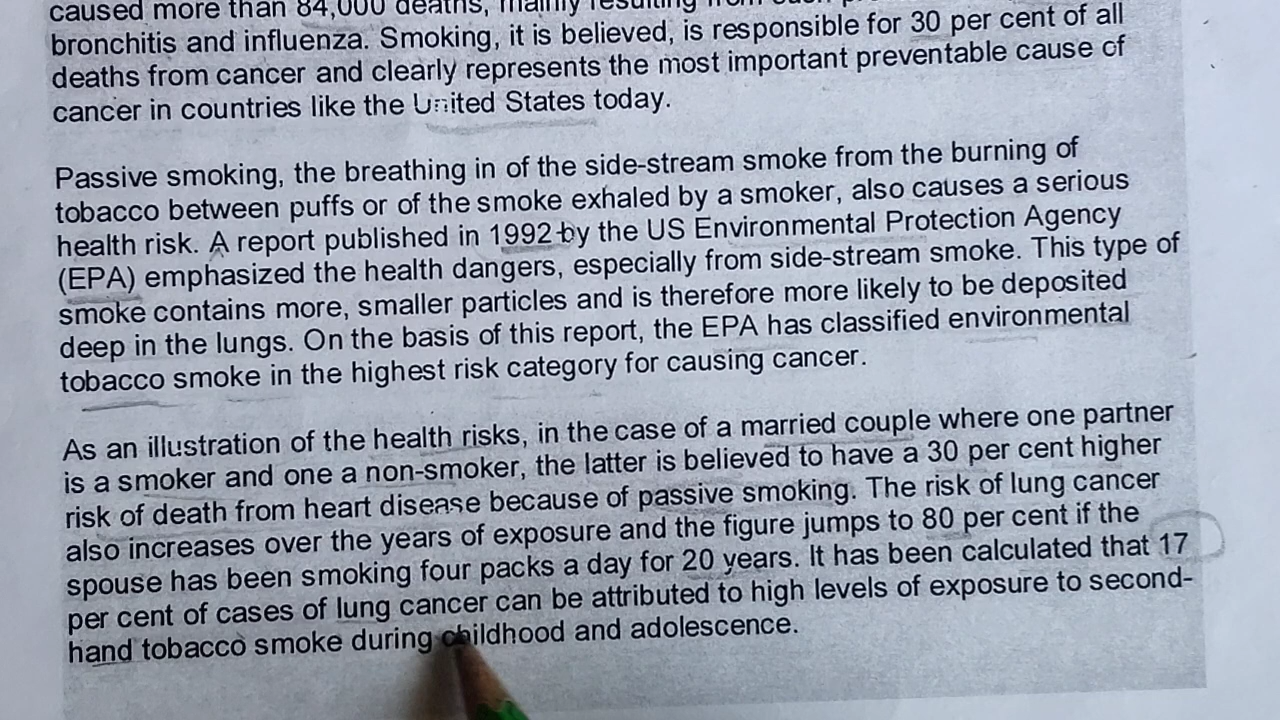 caused more than 84,000 deaths, mainly resulting from
bronchitis and influenza. Smoking, it is believed, is responsible for 30 per cent of all
deaths from cancer and clearly represents the most important preventable cause of
cancer in countries like the United States today.
Passive smoking, the breathing in of the side-stream smoke from the burning of
tobacco between puffs or of the smoke exhaled by a smoker, also causes a serious
health risk. A report published in 1992 by the US Environmental Protection Agency
(EPA) emphasized the health dangers, especially from side-stream smoke. This type of
smoke contains more, smaller particles and is therefore more likely to be deposited
deep in the lungs. On the basis of this report, the EPA has classified environmental
tobacco smoke in the highest risk category for causing cancer.
As an illustration of the health risks, in the case of a married couple where one partner
is a smoker and one a non-smoker, the latter is believed to have a 30 per cent higher
risk of death from heart disease because of passive smoking. The risk of lung cancer
also increases over the years of exposure and the figure jumps to 80 per cent if the
spouse has been smoking four packs a day for 20 years. It has been calculated that 17
per cent of cases of lung cancer can be attributed to high levels of exposure to second-
hand tobacco smoke during childhood and adolescence.